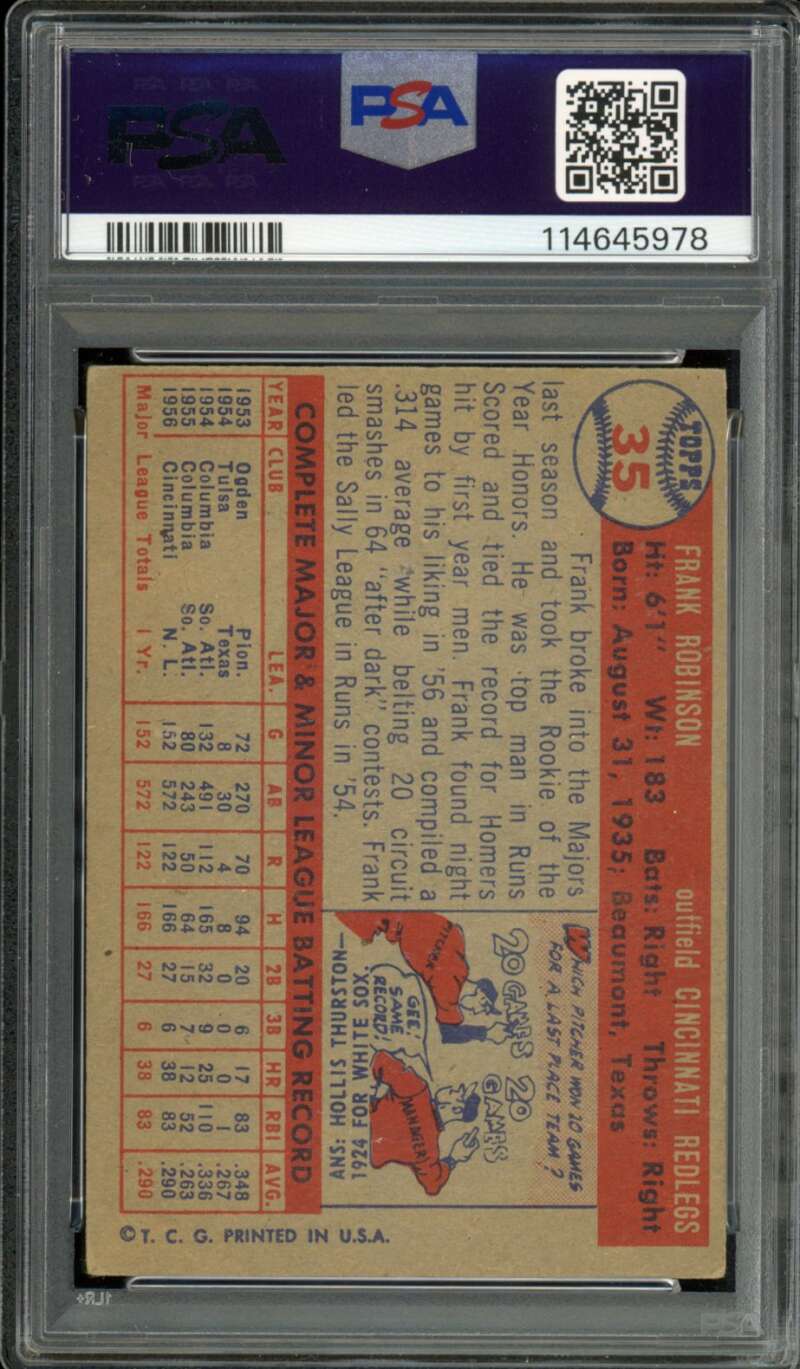 PSA
PSA
114645978
TOPPS
35
FRANK ROBINSON outfield CINCINNATI REDLEGS
Ht: 6'1" Wt: 183 Bats: Right Throws: Right
Born: August 31, 1935; Beaumont, Texas
Frank broke into the Majors
last season and took the Rookie of the
Year Honors. He was top man in Runs
Scored and tied the record for Homers
hit by first year men. Frank found night
games to his liking in '56 and compiled a
.314 average while belting 20 circuit
smashes in 64 "after dark" contests. Frank
led the Sally League in Runs in '54.
WHICH PITCHER WON 20 GAMES
FOR A LAST PLACE TEAM?
20 GAMES
20 GAMES
PITCHER
GEE!
SAME
RECORD!
MANAGER
ANS: HOLLIS THURSTON—
1924 FOR WHITE SOX.
COMPLETE MAJOR & MINOR LEAGUE BATTING RECORD
YEAR CLUB LEA. G AB R H 2B 3B HR RBI AVG.
1953 Ogden Pion. 72 270 70 94 20 6 17 83 .348
1954 Tulsa Texas 8 30 4 8 0 0 0 1 .267
1954 Columbia So. Atl. 132 491 112 165 32 9 25 110 .336
1955 Columbia So. Atl. 80 243 50 64 15 7 12 52 .263
1956 Cincinnati N. L. 152 572 122 166 27 6 38 83 .290
Major League Totals 1 Yr. 152 572 122 166 27 6 38 83 .290
© T. C. G. PRINTED IN U.S.A.
PSA